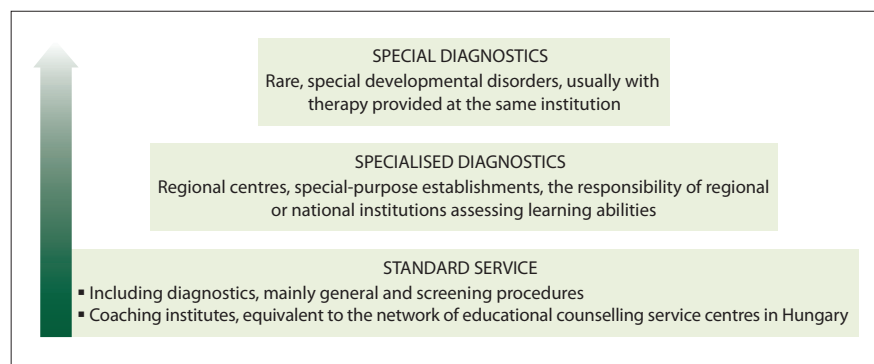 SPECIAL DIAGNOSTICS
Rare, special developmental disorders, usually with
therapy provided at the same institution
SPECIALISED DIAGNOSTICS
Regional centres, special-purpose establishments, the responsibility of regional
or national institutions assessing learning abilities
STANDARD SERVICE
▪ Including diagnostics, mainly general and screening procedures
▪ Coaching institutes, equivalent to the network of educational counselling service centres in Hungary